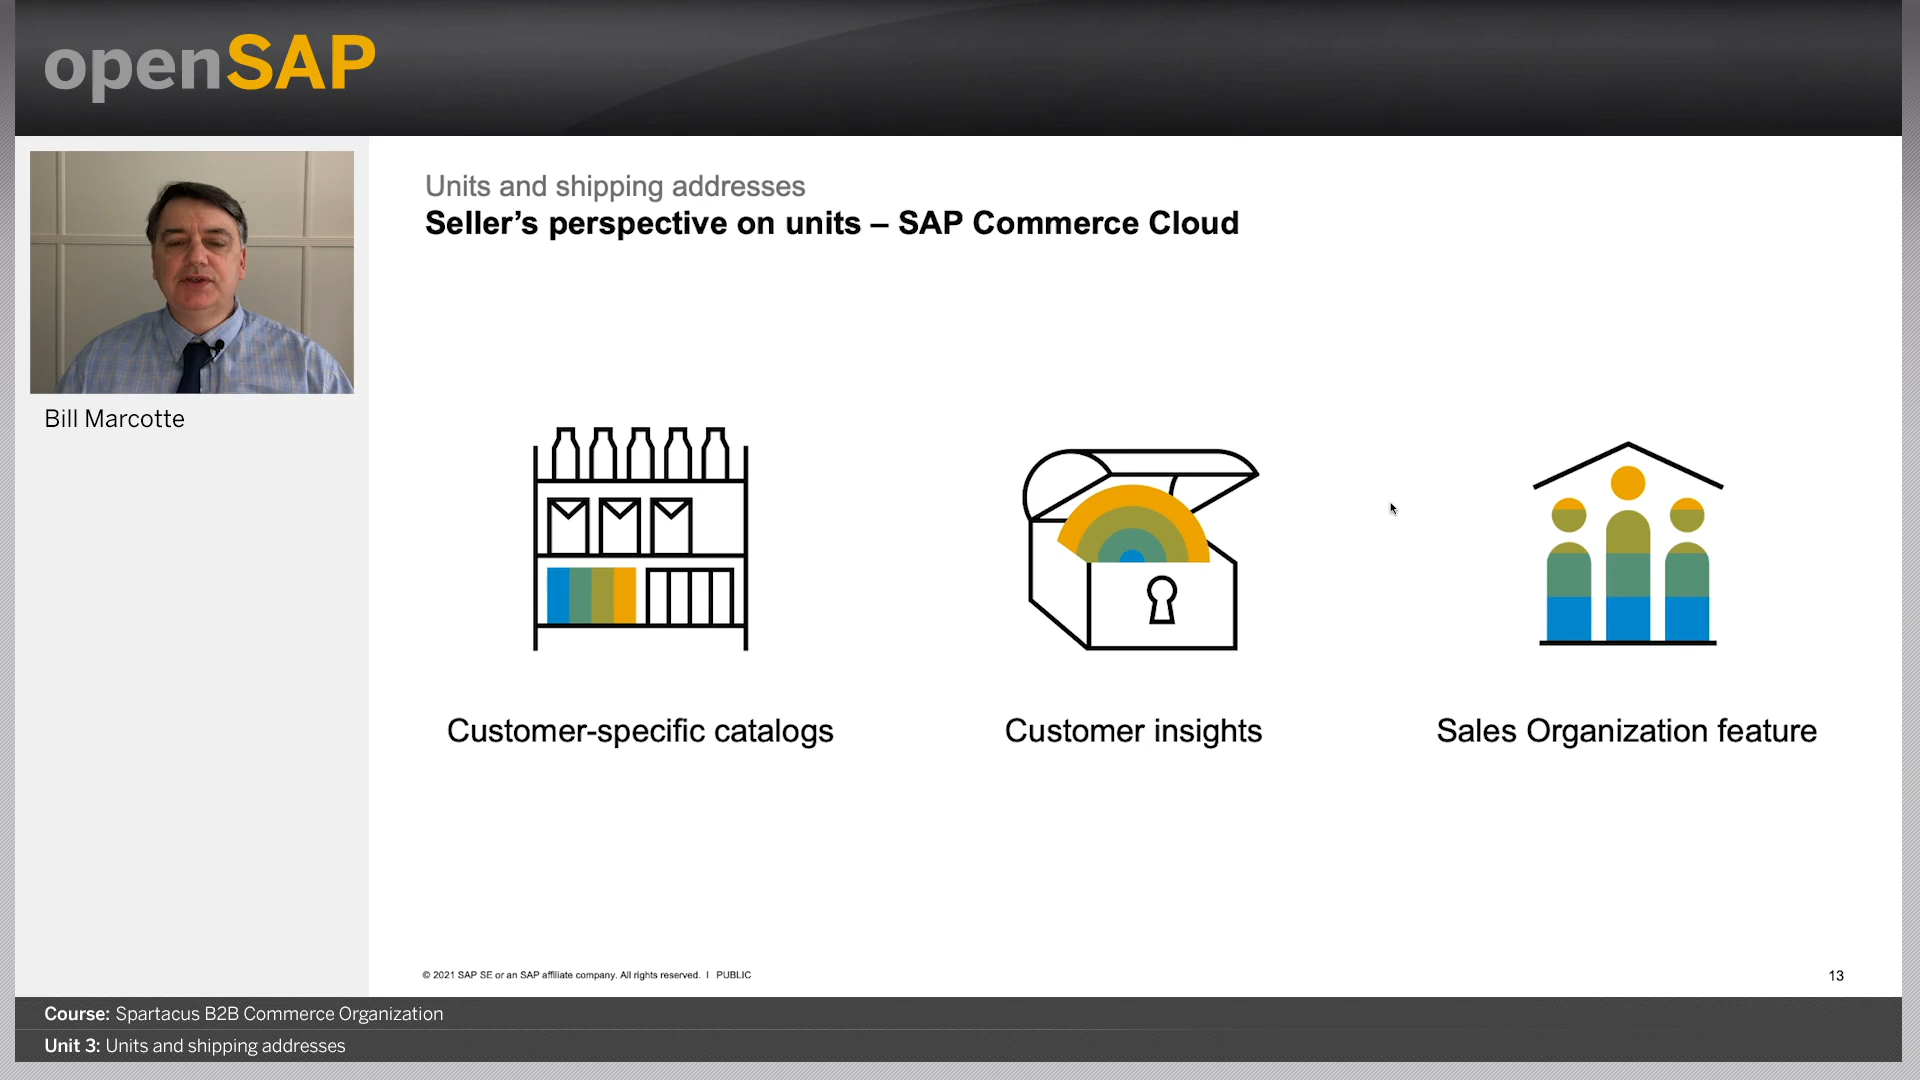 openSAP
Bill Marcotte
Units and shipping addresses
Seller’s perspective on units – SAP Commerce Cloud
Customer-specific catalogs
Customer insights
Sales Organization feature
© 2021 SAP SE or an SAP affiliate company. All rights reserved. I PUBLIC
13
Course: Spartacus B2B Commerce Organization
Unit 3: Units and shipping addresses